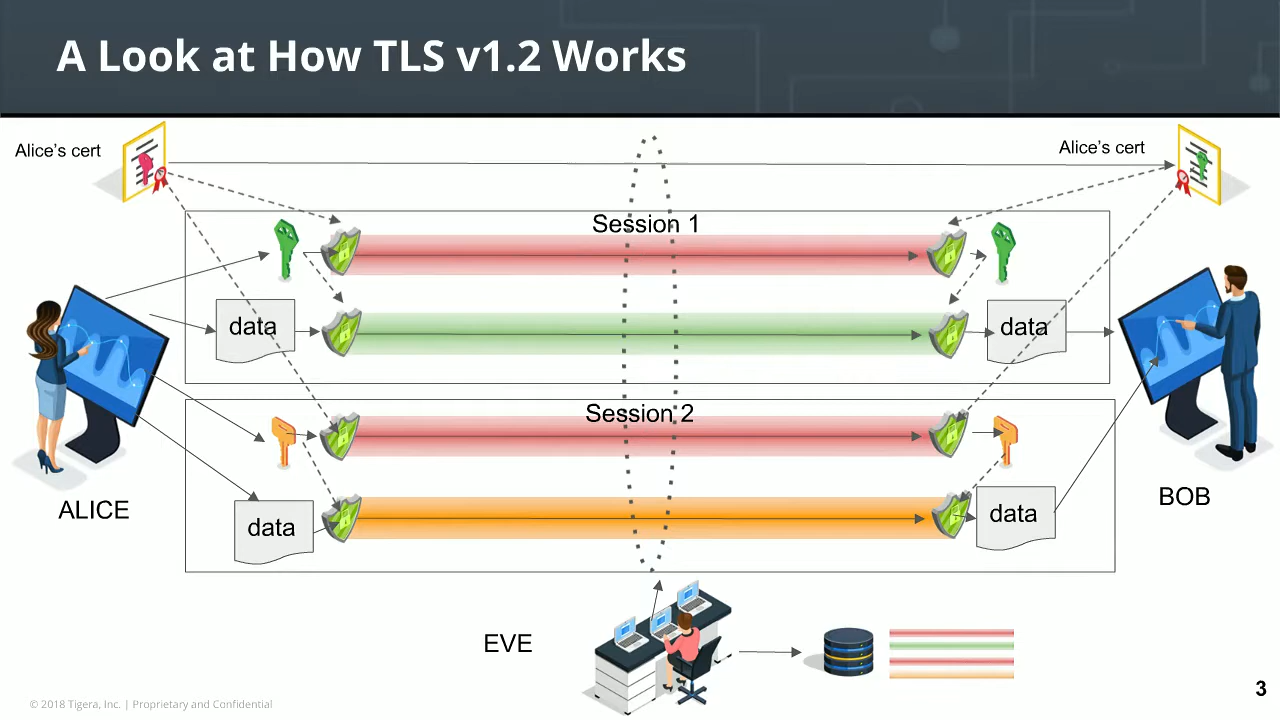 A Look at How TLS v1.2 Works
Alice's cert
Alice's cert
Session 1
data
data
Session 2
ALICE
BOB
data
data
EVE
3
© 2018 Tigera, Inc. | Proprietary and Confidential